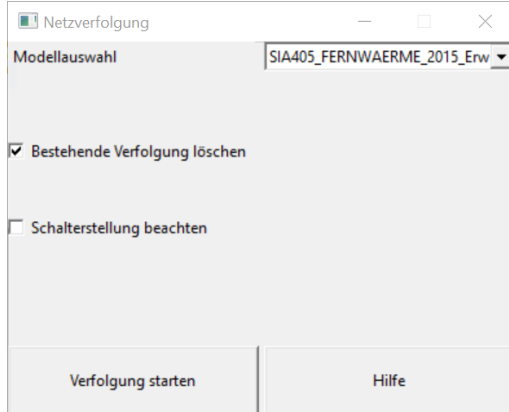 Netzverfolgung
Modellauswahl SIA405_FERNWAERME_2015_Erw
Bestehende Verfolgung löschen
Schalterstellung beachten
Verfolgung starten Hilfe